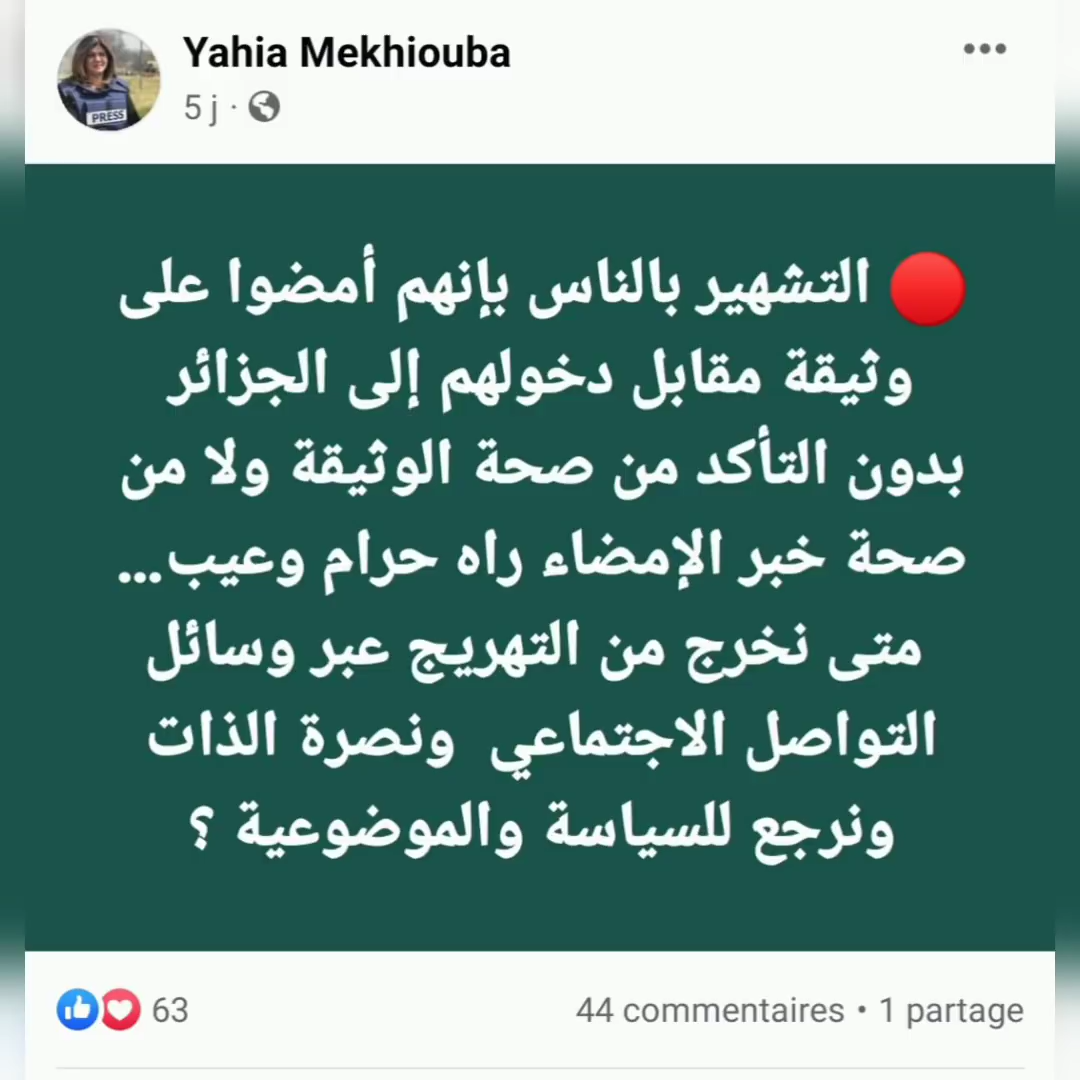 Yahia Mekhiouba
5 j ·
PRESS
التشهير بالناس بإنهم أمضوا على
وثيقة مقابل دخولهم إلى الجزائر
بدون التأكد من صحة الوثيقة ولا من
صحة خبر الإمضاء راه حرام وعيب...
متى نخرج من التهريج عبر وسائل
التواصل الاجتماعي ونصرة الذات
ونرجع للسياسة والموضوعية ؟
63
44 commentaires • 1 partage